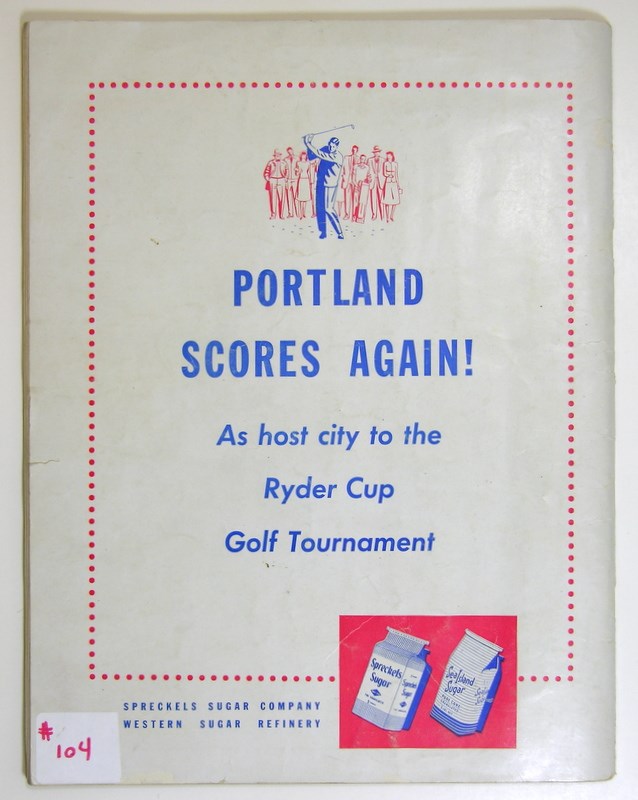 PORTLAND
SCORES AGAIN!
As host city to the
Ryder Cup
Golf Tournament
Spreckels
Sugar
Sea Island
Sugar
SPRECKELS SUGAR COMPANY
WESTERN SUGAR REFINERY
# 104